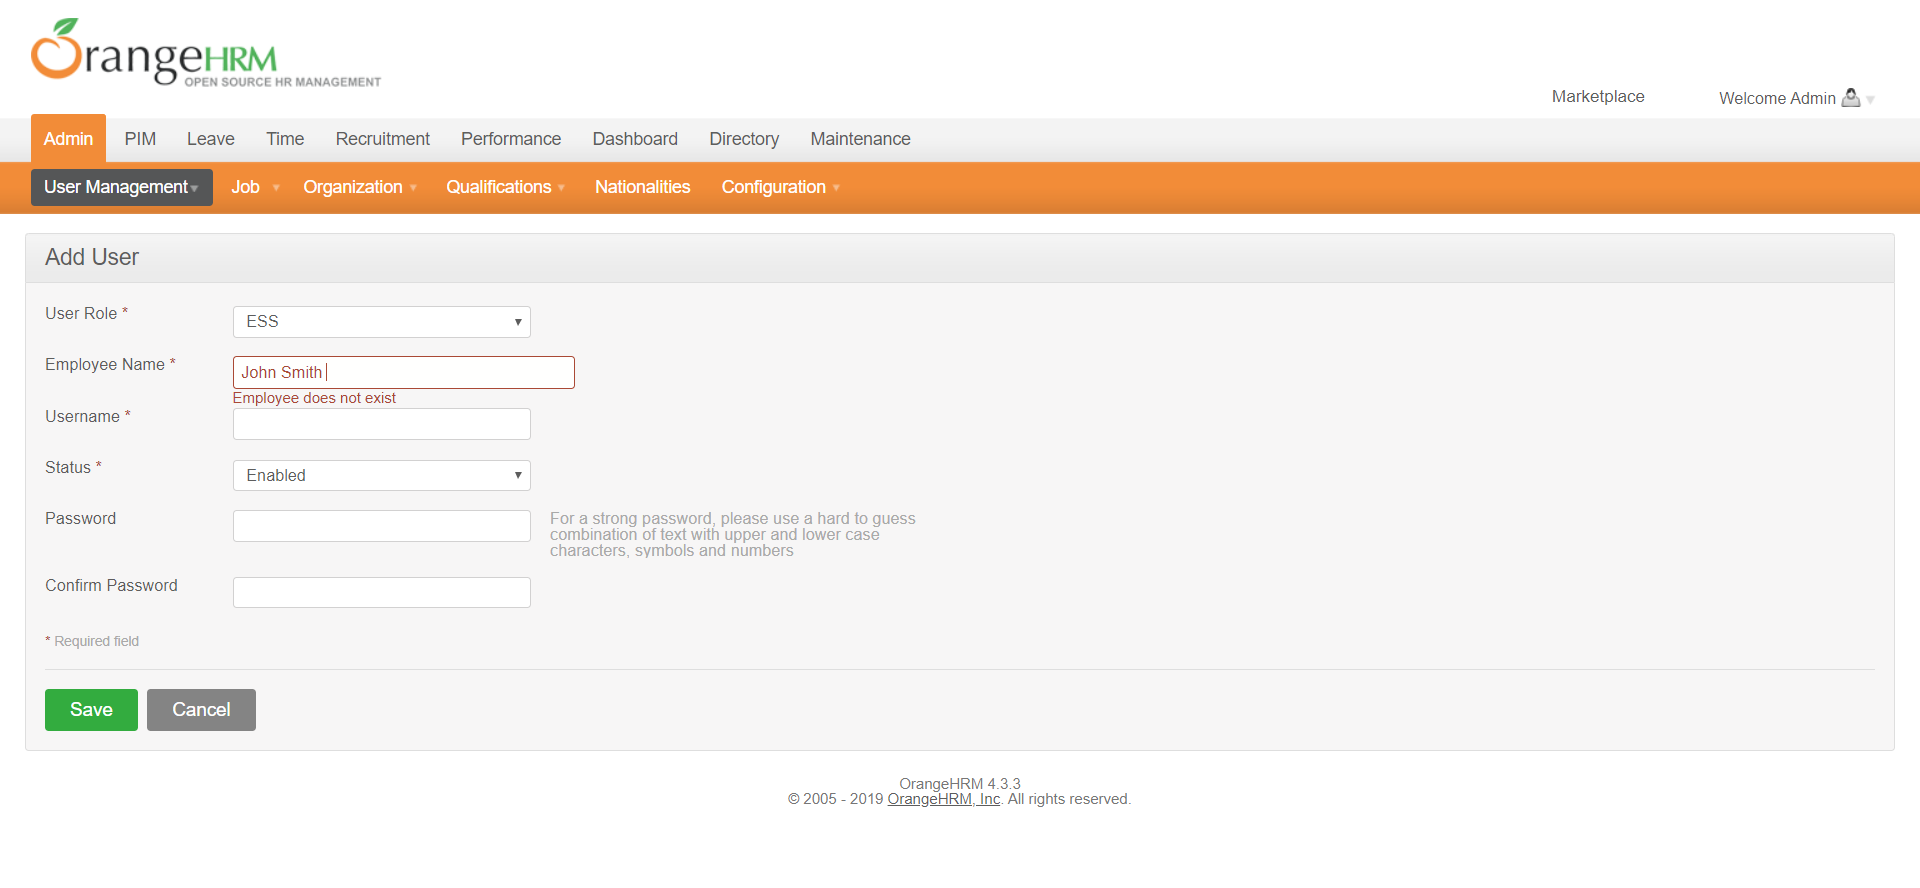 OrangeHRM
OPEN SOURCE HR MANAGEMENT
Marketplace
Welcome Admin
Admin PIM Leave Time Recruitment Performance Dashboard Directory Maintenance
User Management Job Organization Qualifications Nationalities Configuration
Add User
User Role *
ESS
Employee Name *
John Smith
Employee does not exist
Username *
Status *
Enabled
Password
For a strong password, please use a hard to guess
combination of text with upper and lower case
characters, symbols and numbers
Confirm Password
* Required field
Save Cancel
OrangeHRM 4.3.3
© 2005 - 2019 OrangeHRM, Inc. All rights reserved.